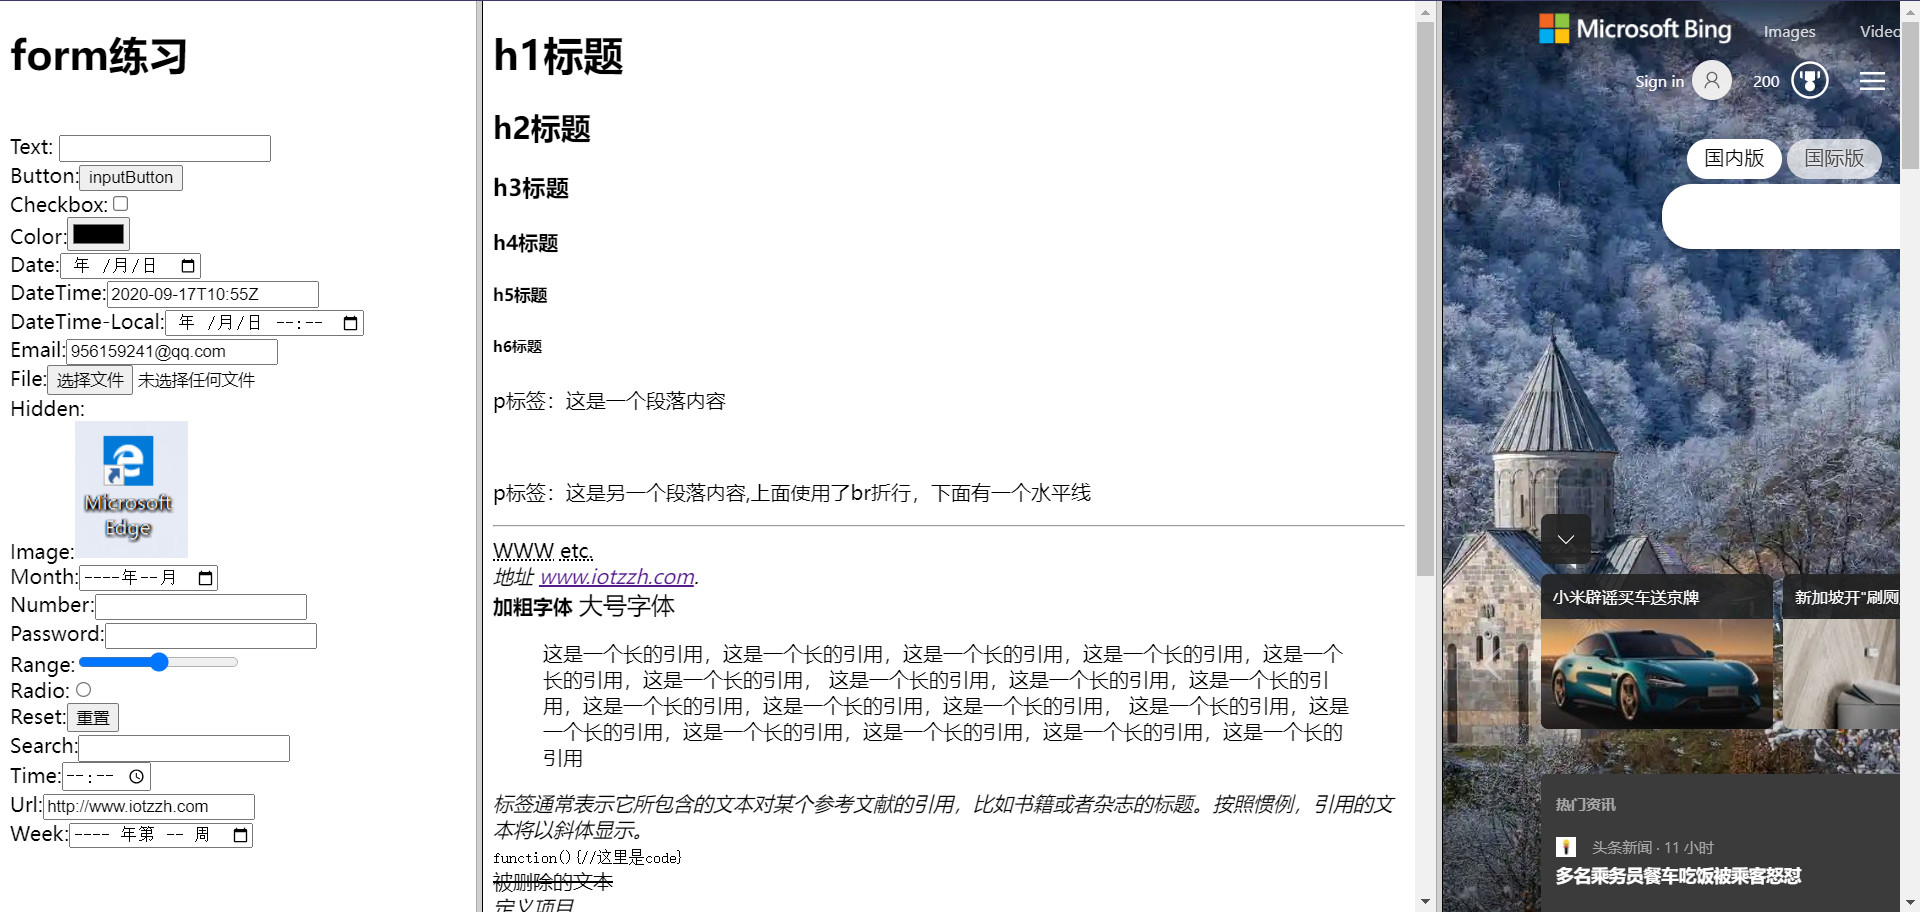 form练习
Text:
Button: inputButton
Checkbox:
Color:
Date: 年 /月/日
DateTime: 2020-09-17T10:55Z
DateTime-Local: 年 /月/日 --:--
Email: 956159241@qq.com
File: 选择文件 未选择任何文件
Hidden:
Microsoft
Edge
Image:
Month: ----年--月
Number:
Password:
Range:
Radio:
Reset: 重置
Search:
Time: --:--
Url: http://www.iotzzh.com
Week: ---- 年第 -- 周
h1标题
h2标题
h3标题
h4标题
h5标题
h6标题
p标签：这是一个段落内容
p标签：这是另一个段落内容,上面使用了br折行，下面有一个水平线
WWW etc.
地址 www.iotzzh.com.
加粗字体 大号字体
这是一个长的引用，这是一个长的引用，这是一个长的引用，这是一个长的引用，这是一个
长的引用，这是一个长的引用， 这是一个长的引用，这是一个长的引用，这是一个长的引
用，这是一个长的引用，这是一个长的引用，这是一个长的引用， 这是一个长的引用，这是
一个长的引用，这是一个长的引用，这是一个长的引用，这是一个长的引用，这是一个长的
引用
标签通常表示它所包含的文本对某个参考文献的引用，比如书籍或者杂志的标题。按照惯例，引用的文
本将以斜体显示。
function(){//这里是code}
被删除的文本
定义项目
Microsoft Bing Images Video
Sign in 200
国内版 国际版
小米辟谣买车送京牌 新加坡开"刷厕
热门资讯
头条新闻 · 11 小时
多名乘务员餐车吃饭被乘客怒怼